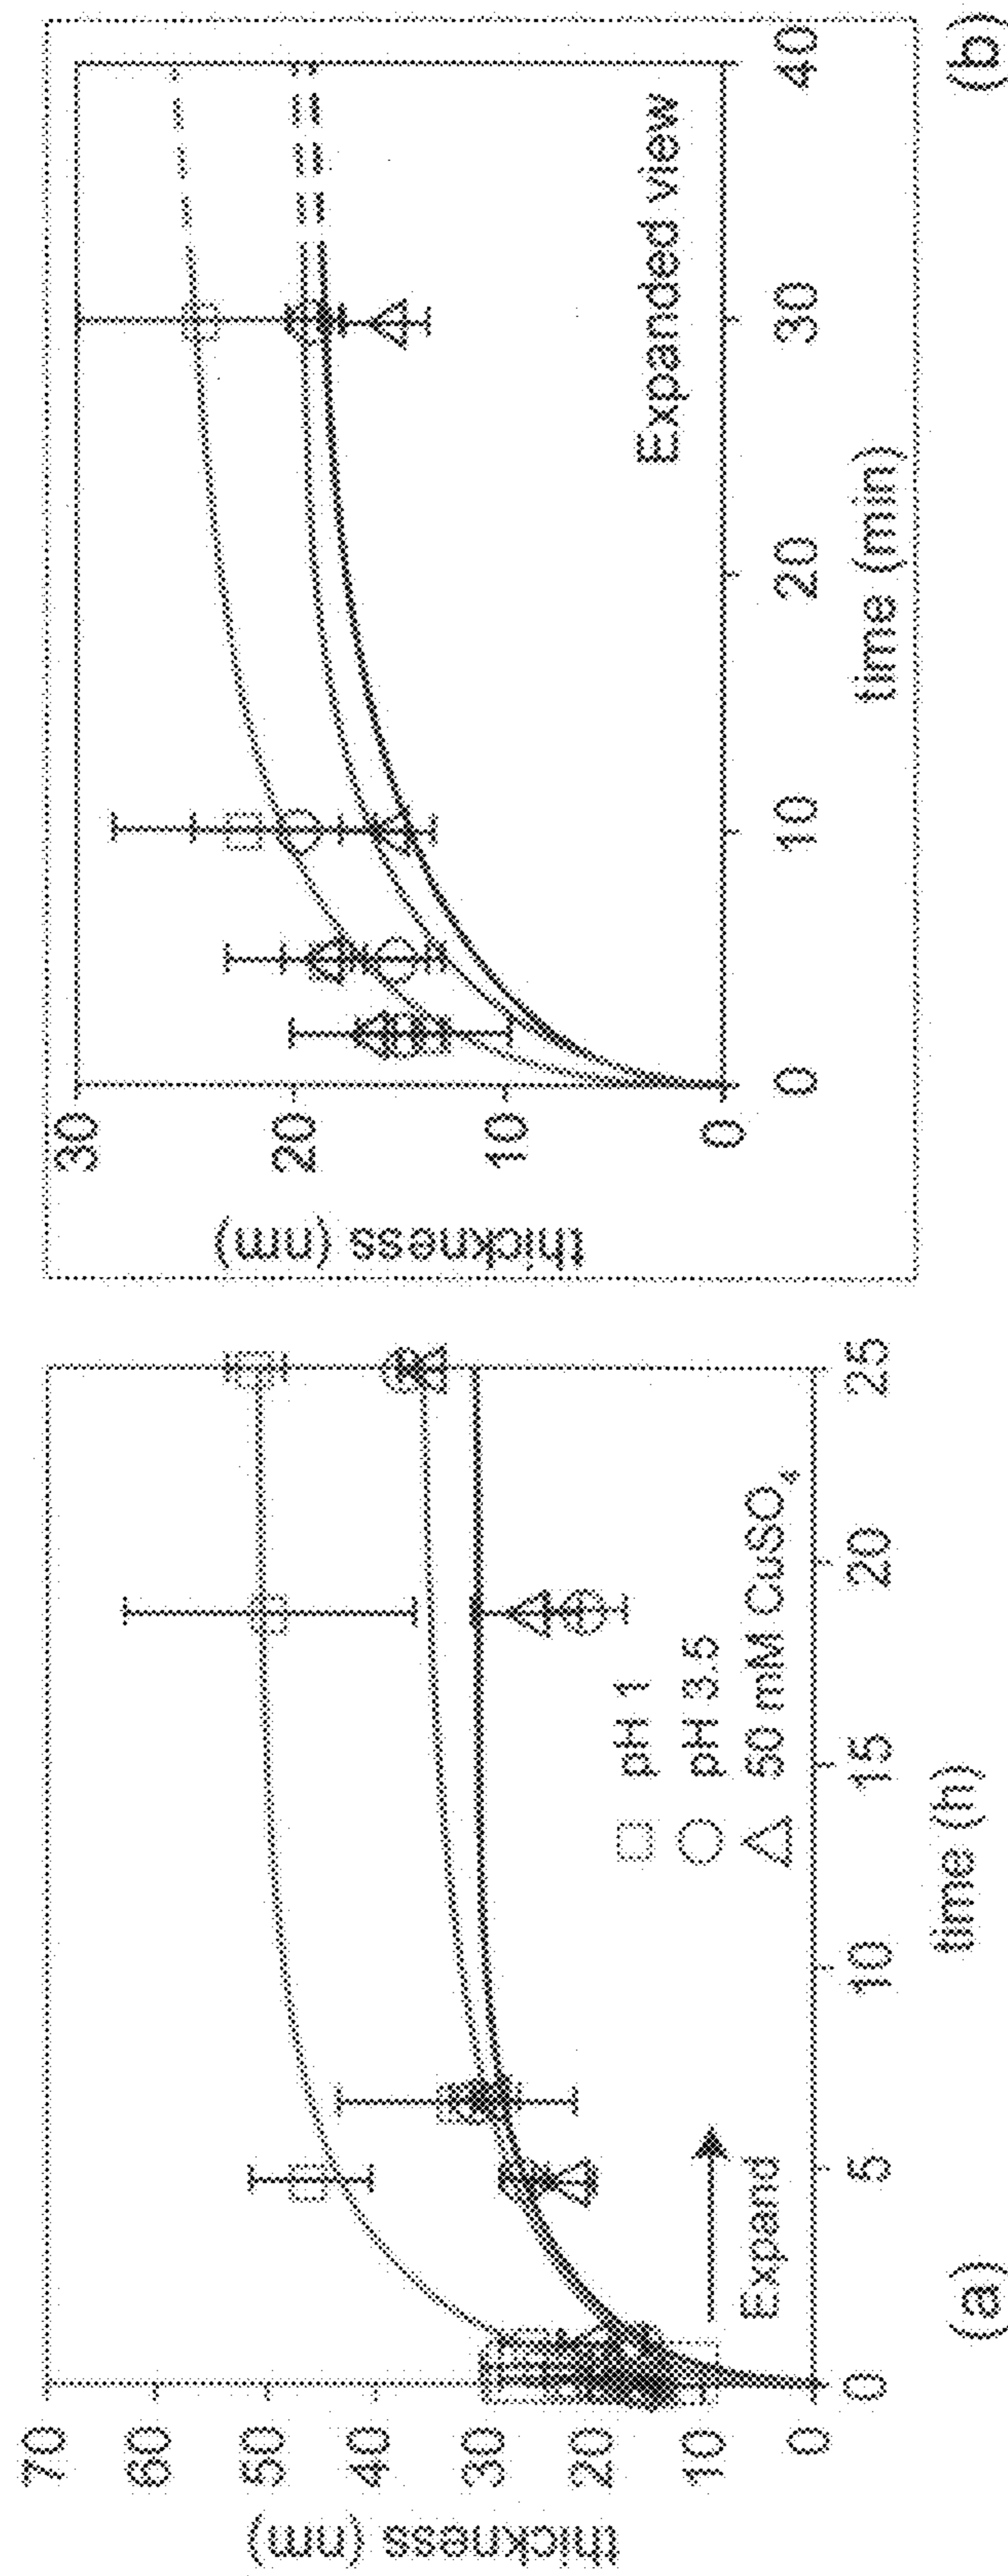 70
60
50
40
30
20
10
0
thickness (nm)
0
5
10
15
20
25
time (h)
pH 1
pH 3.5
50 mM CuSO₄
Expand
(a)
30
20
10
0
thickness (nm)
0
10
20
30
40
time (min)
Expanded view
(b)